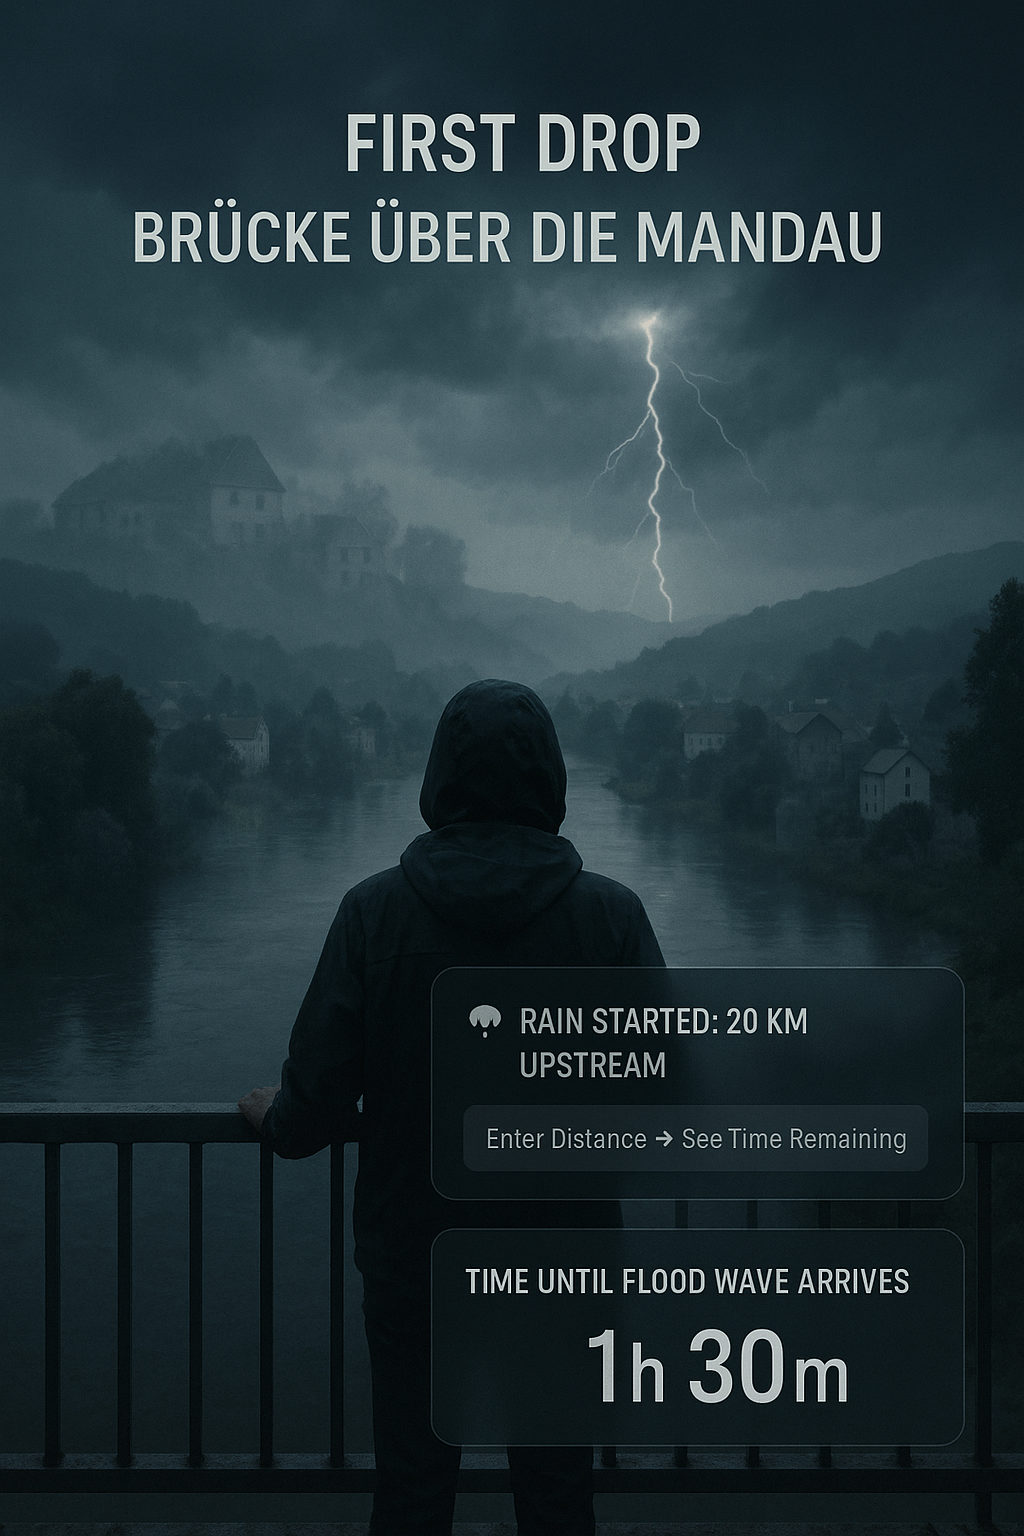 FIRST DROP
BRÜCKE ÜBER DIE MANDAU
RAIN STARTED: 20 KM
UPSTREAM
Enter Distance → See Time Remaining
TIME UNTIL FLOOD WAVE ARRIVES
1h 30m